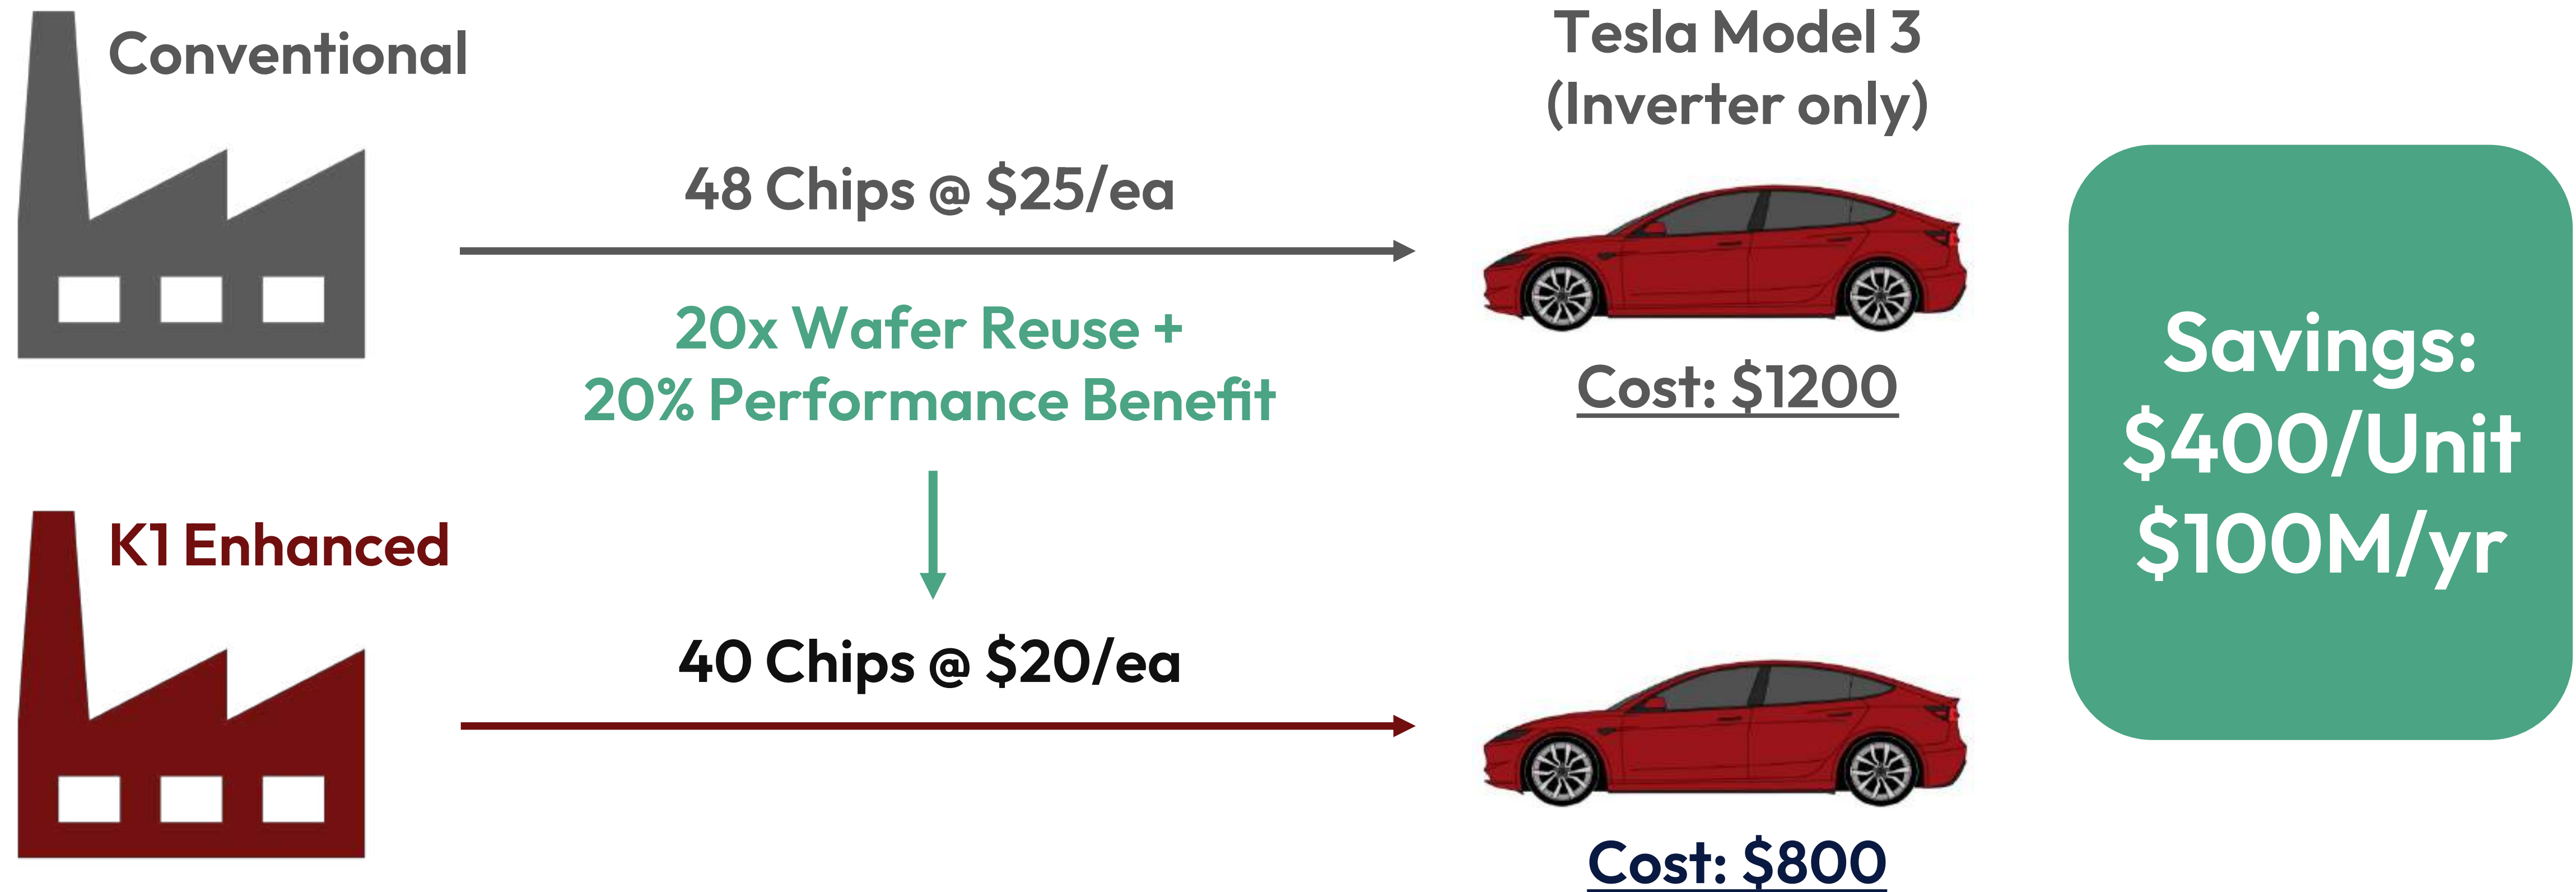 Conventional
48 Chips @ $25/ea
Tesla Model 3
(Inverter only)
Cost: $1200
20x Wafer Reuse +
20% Performance Benefit
K1 Enhanced
40 Chips @ $20/ea
Cost: $800
Savings:
$400/Unit
$100M/yr